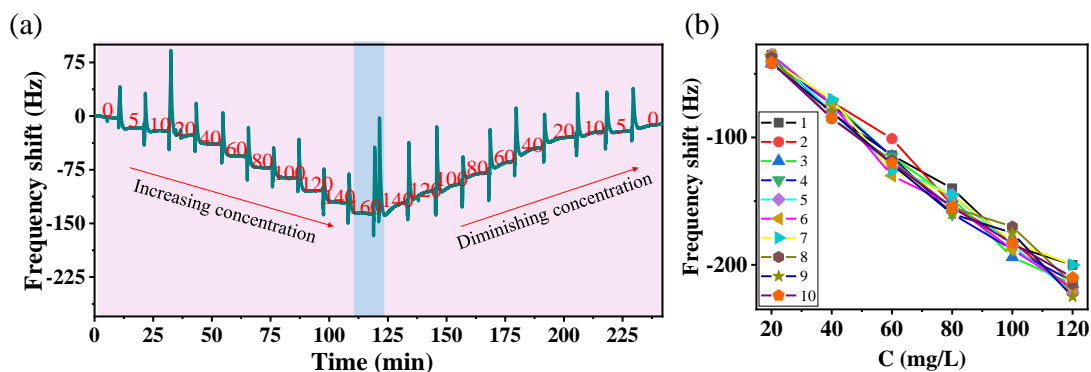 (a)
75
0
-75
-150
-225
Frequency shift (Hz)
0 5 10 20 40 60 80 100 120 140 160 140 120 100 80 60 40 20 10 5 0
Increasing concentration
Diminishing concentration
0 25 50 75 100 125 150 175 200 225
Time (min)
(b)
-100
-200
Frequency shift (Hz)
1
2
3
4
5
6
7
8
9
10
20 40 60 80 100 120
C (mg/L)